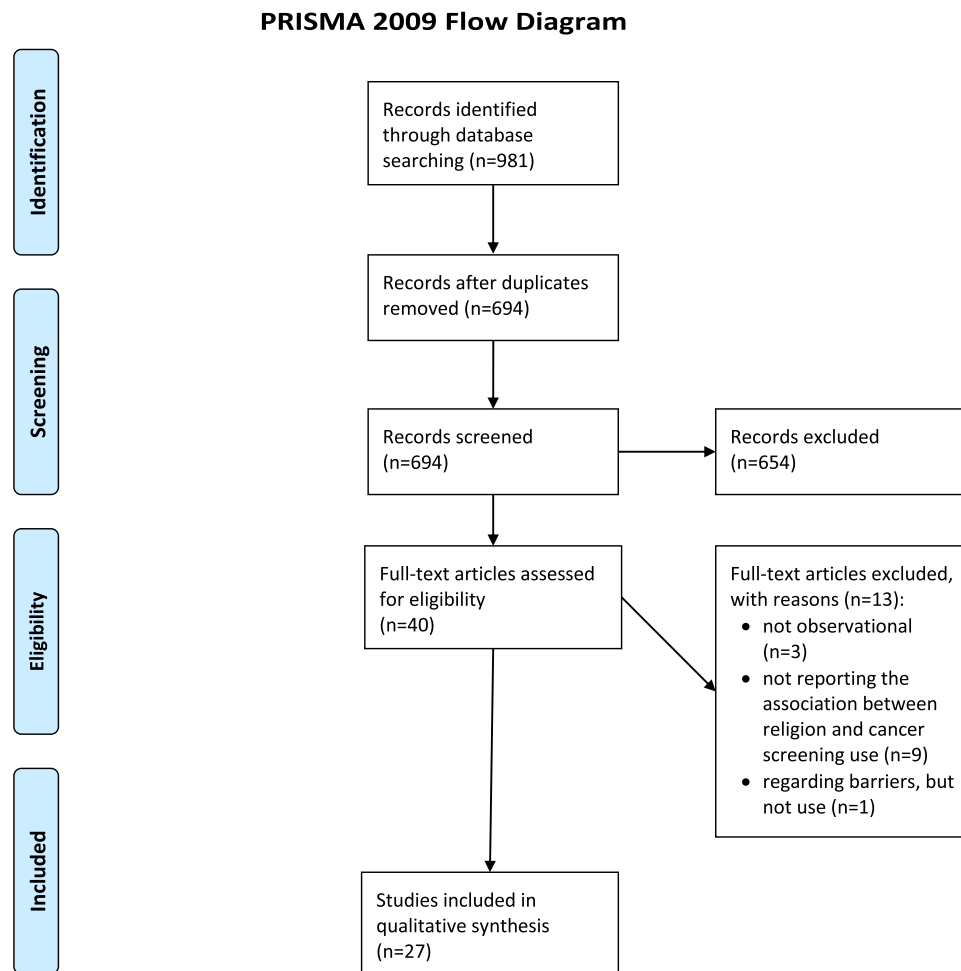 PRISMA 2009 Flow Diagram
Identification
Records identified
through database
searching (n=981)
Records after duplicates
removed (n=694)
Screening
Records screened
(n=694)
Records excluded
(n=654)
Eligibility
Full-text articles assessed
for eligibility
(n=40)
Full-text articles excluded,
with reasons (n=13):
• not observational
(n=3)
• not reporting the
association between
religion and cancer
screening use (n=9)
• regarding barriers, but
not use (n=1)
Included
Studies included in
qualitative synthesis
(n=27)